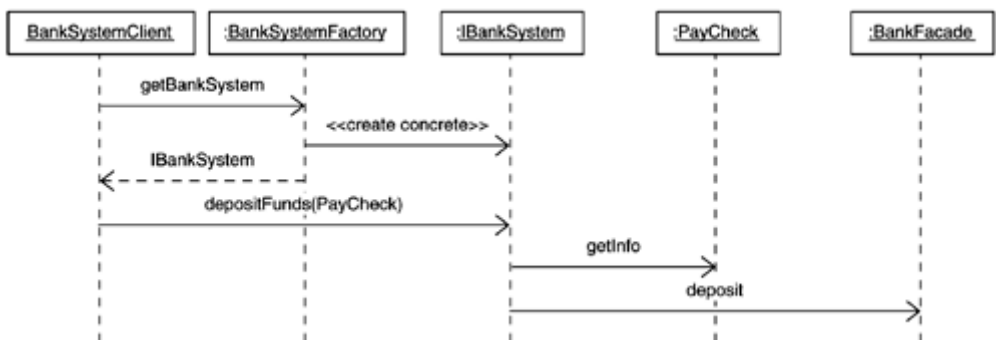 BankSystemClient
:BankSystemFactory
:IBankSystem
:PayCheck
:BankFacade
getBankSystem
<<create concrete>>
IBankSystem
depositFunds(PayCheck)
getInfo
deposit